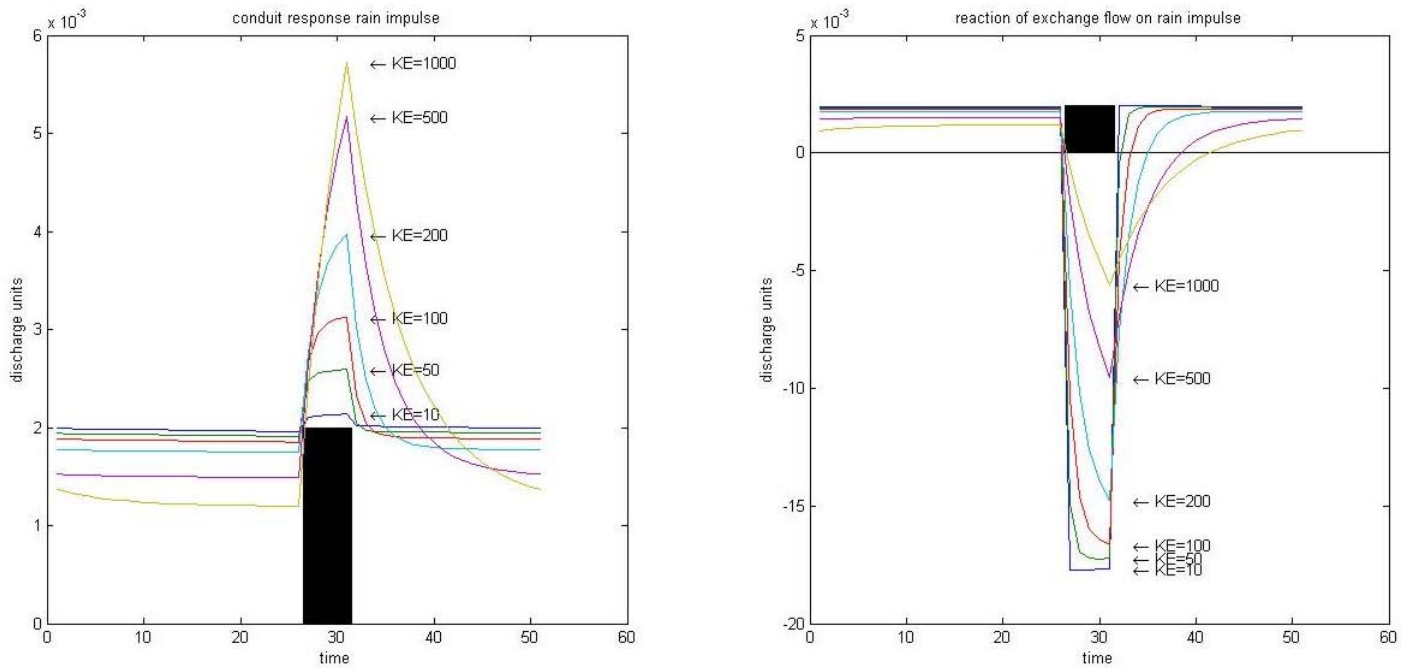 conduit response rain impulse
x 10⁻³
6
5
4
3
2
1
0
discharge units
← KE=1000
← KE=500
← KE=200
← KE=100
← KE=50
← KE=10
0 10 20 30 40 50 60
time
reaction of exchange flow on rain impulse
x 10⁻³
5
0
-5
-10
-15
-20
discharge units
← KE=1000
← KE=500
← KE=200
← KE=100
← KE=50
← KE=10
0 10 20 30 40 50 60
time